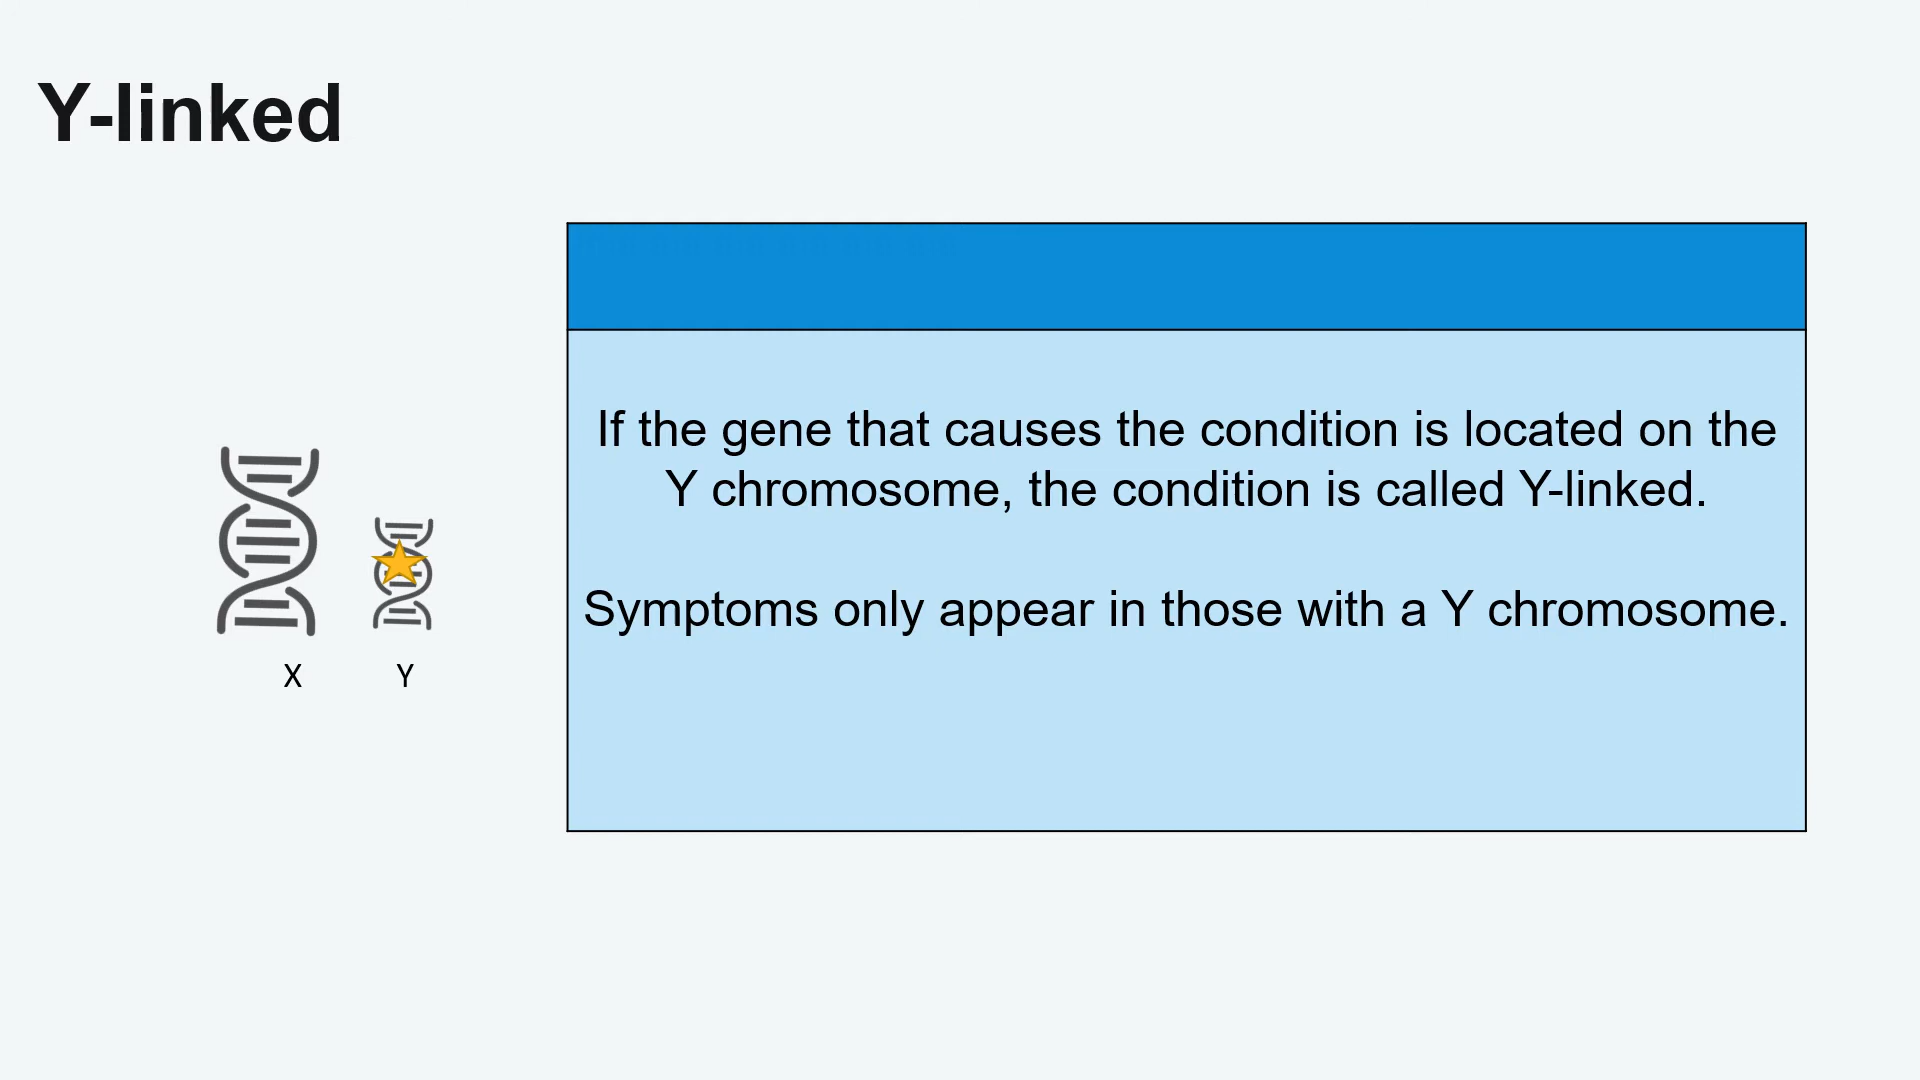 Y-linked
If the gene that causes the condition is located on the
Y chromosome, the condition is called Y-linked.
Symptoms only appear in those with a Y chromosome.
X Y